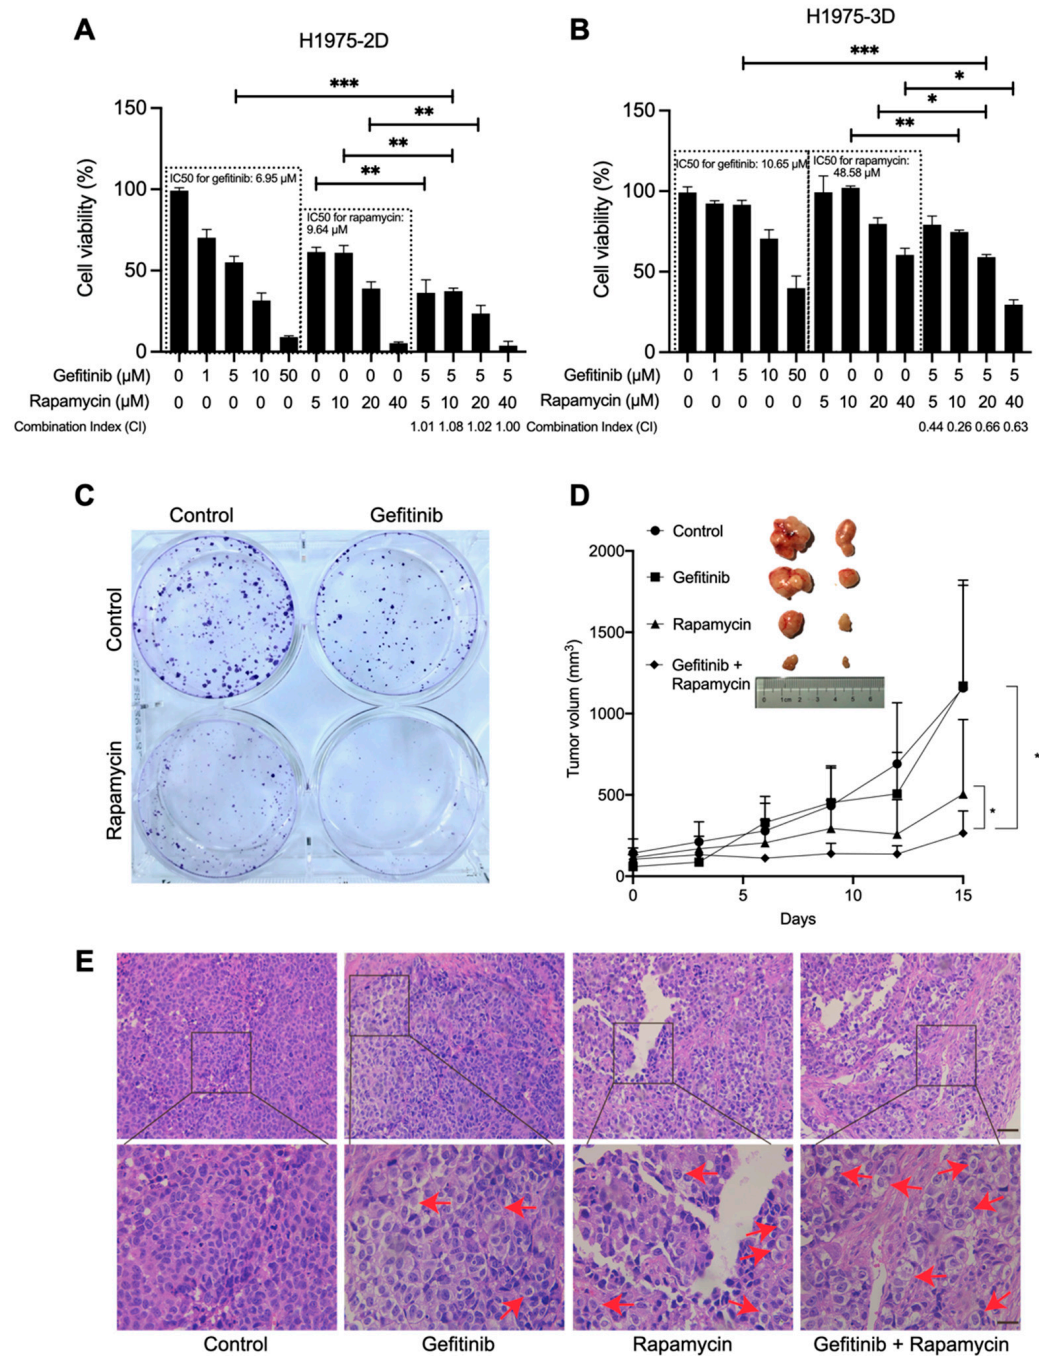 A
H1975-2D
***
**
**
**
Cell viability (%)
150
100
50
0
IC50 for gefitinib: 6.95 µM
IC50 for rapamycin:
9.64 µM
Gefitinib (µM) 0 1 5 10 50 0 0 0 0 5 5 5 5
Rapamycin (µM) 0 0 0 0 0 5 10 20 40 5 10 20 40
Combination Index (CI) 1.01 1.08 1.02 1.00
B
H1975-3D
***
*
*
**
Cell viability (%)
150
100
50
0
IC50 for gefitinib: 10.65 µM
IC50 for rapamycin:
48.58 µM
Gefitinib (µM) 0 1 5 10 50 0 0 0 0 5 5 5 5
Rapamycin (µM) 0 0 0 0 0 5 10 20 40 5 10 20 40
Combination Index (CI) 0.44 0.26 0.66 0.63
C
Control Gefitinib
Control
Rapamycin
D
Control
Gefitinib
Rapamycin
Gefitinib +
Rapamycin
0 1cm 2 3 4 5 6
Tumor volum (mm3)
2000
1500
1000
500
0
*
*
0 5 10 15
Days
E
Control Gefitinib Rapamycin Gefitinib + Rapamycin